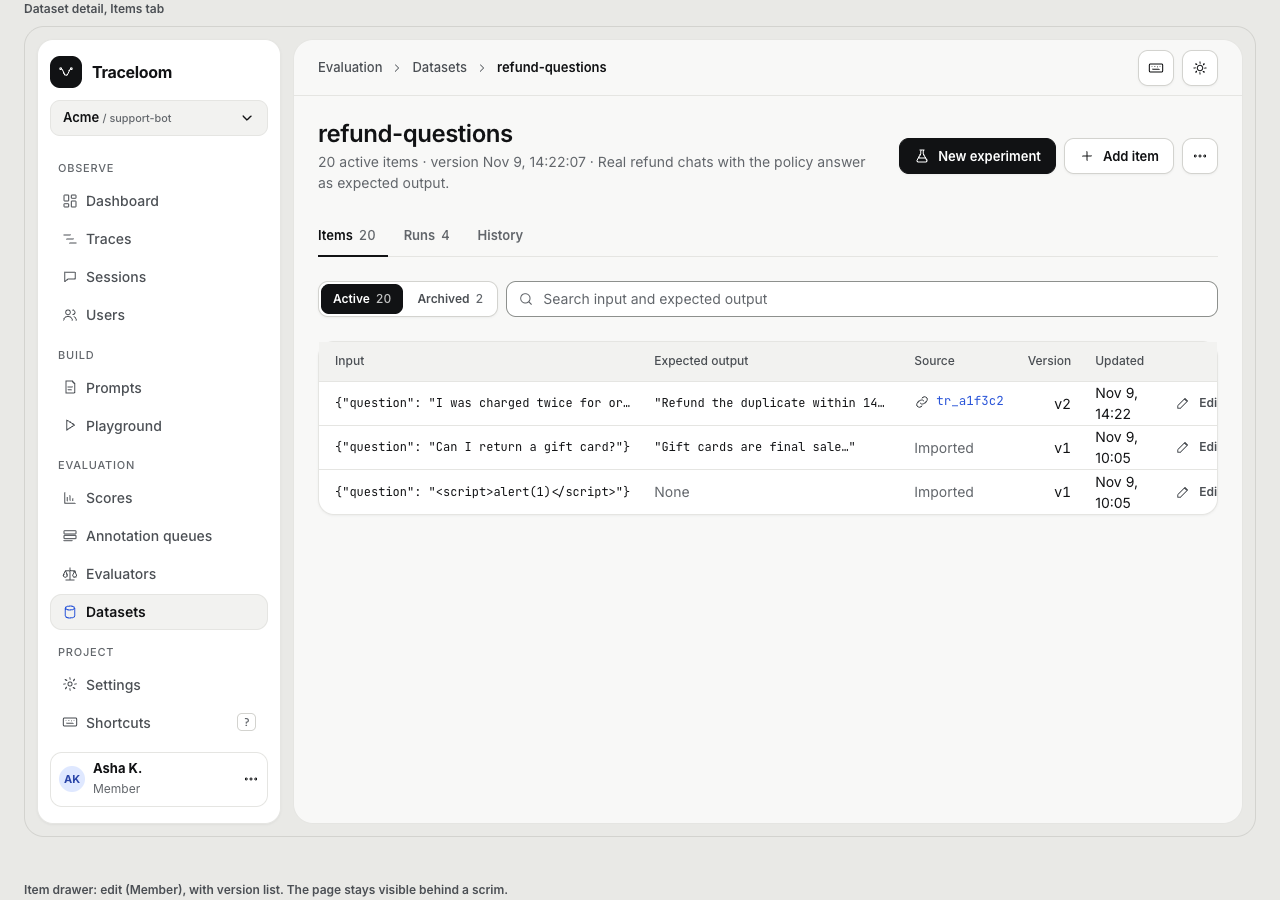 Dataset detail, Items tab
Traceloom
Acme / support-bot
OBSERVE
Dashboard
Traces
Sessions
Users
BUILD
Prompts
Playground
EVALUATION
Scores
Annotation queues
Evaluators
Datasets
PROJECT
Settings
Shortcuts ?
AK
Asha K.
Member
Evaluation Datasets refund-questions
refund-questions
20 active items · version Nov 9, 14:22:07 · Real refund chats with the policy answer
as expected output.
New experiment
Add item
Items 20 Runs 4 History
Active 20 Archived 2
Search input and expected output
Input Expected output Source Version Updated
{"question": "I was charged twice for or… "Refund the duplicate within 14… tr_a1f3c2 v2 Nov 9, 14:22 Edi
{"question": "Can I return a gift card?"} "Gift cards are final sale…" Imported v1 Nov 9, 10:05 Edi
{"question": "<script>alert(1)</script>"} None Imported v1 Nov 9, 10:05 Edi
Item drawer: edit (Member), with version list. The page stays visible behind a scrim.